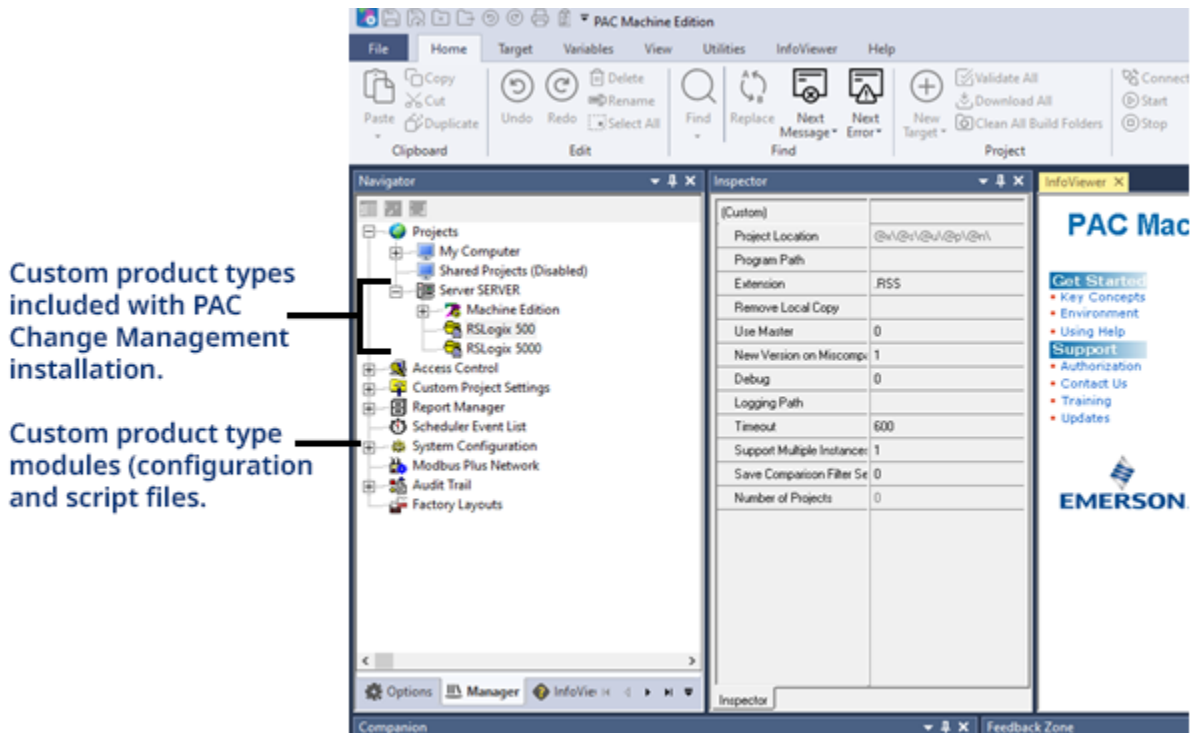 PAC Machine Edition
File Home Target Variables View Utilities InfoViewer Help
Paste
Copy
Cut
Duplicate
Clipboard
Undo
Redo
Delete
Rename
Select All
Edit
Find
Replace
Next
Message
Next
Error
Find
New
Target
Validate All
Download All
Clean All Build Folders
Project
Connect
Start
Stop
Custom product types
included with PAC
Change Management
installation.
Custom product type
modules (configuration
and script files.
Navigator
Projects
My Computer
Shared Projects (Disabled)
Server SERVER
Machine Edition
RSLogix 500
RSLogix 5000
Access Control
Custom Project Settings
Report Manager
Scheduler Event List
System Configuration
Modbus Plus Network
Audit Trail
Factory Layouts
Options Manager InfoVie
Inspector
(Custom)
Project Location
Program Path
Extension .RSS
Remove Local Copy
Use Master 0
New Version on Miscompa 1
Debug 0
Logging Path
Timeout 600
Support Multiple Instances 1
Save Comparison Filter Se 0
Number of Projects 0
Inspector
InfoViewer
PAC Mac
Get Started
Key Concepts
Environment
Using Help
Support
Authorization
Contact Us
Training
Updates
EMERSON
Companion
Feedback Zone